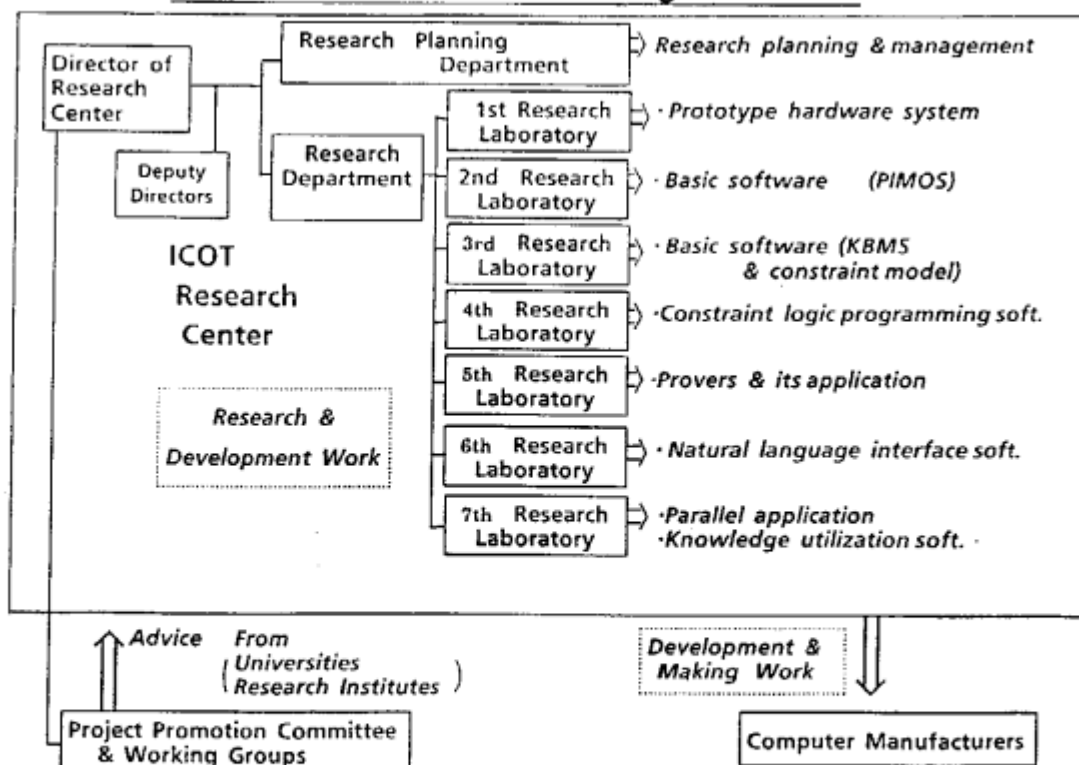 Director of
Research
Center
Deputy
Directors
Research Planning
Department
Research planning & management
Research
Department
1st Research
Laboratory
· Prototype hardware system
2nd Research
Laboratory
· Basic software (PIMOS)
3rd Research
Laboratory
· Basic software (KBMS
& constraint model)
4th Research
Laboratory
·Constraint logic programming soft.
5th Research
Laboratory
·Provers & its application
6th Research
Laboratory
· Natural language interface soft.
7th Research
Laboratory
·Parallel application
·Knowledge utilization soft.
ICOT
Research
Center
Research &
Development Work
Advice From
(Universities
Research Institutes)
Development &
Making Work
Project Promotion Committee
& Working Groups
Computer Manufacturers